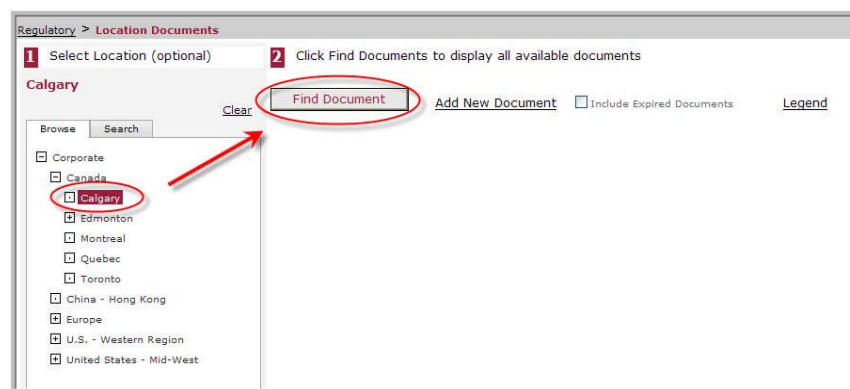 Regulatory > Location Documents
1 Select Location (optional)
2 Click Find Documents to display all available documents
Calgary
Clear
Find Document
Add New Document
Include Expired Documents
Legend
Browse
Search
Corporate
Canada
Calgary
Edmonton
Montreal
Quebec
Toronto
China - Hong Kong
Europe
U.S. - Western Region
United States - Mid-West